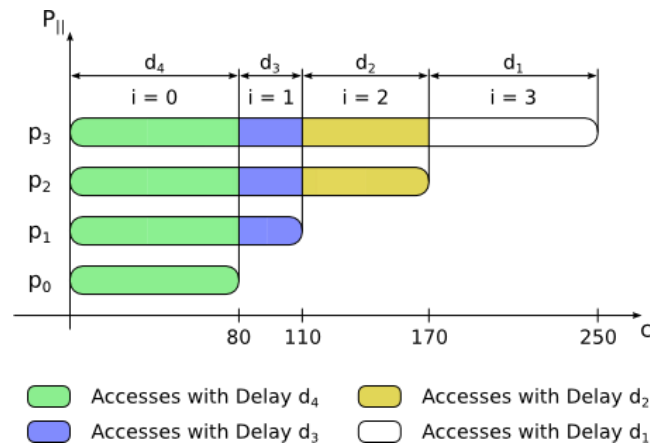 P||
d4 d3 d2 d1
i = 0 i = 1 i = 2 i = 3
p3
p2
p1
p0
80 110 170 250 c
Accesses with Delay d4 Accesses with Delay d2
Accesses with Delay d3 Accesses with Delay d1